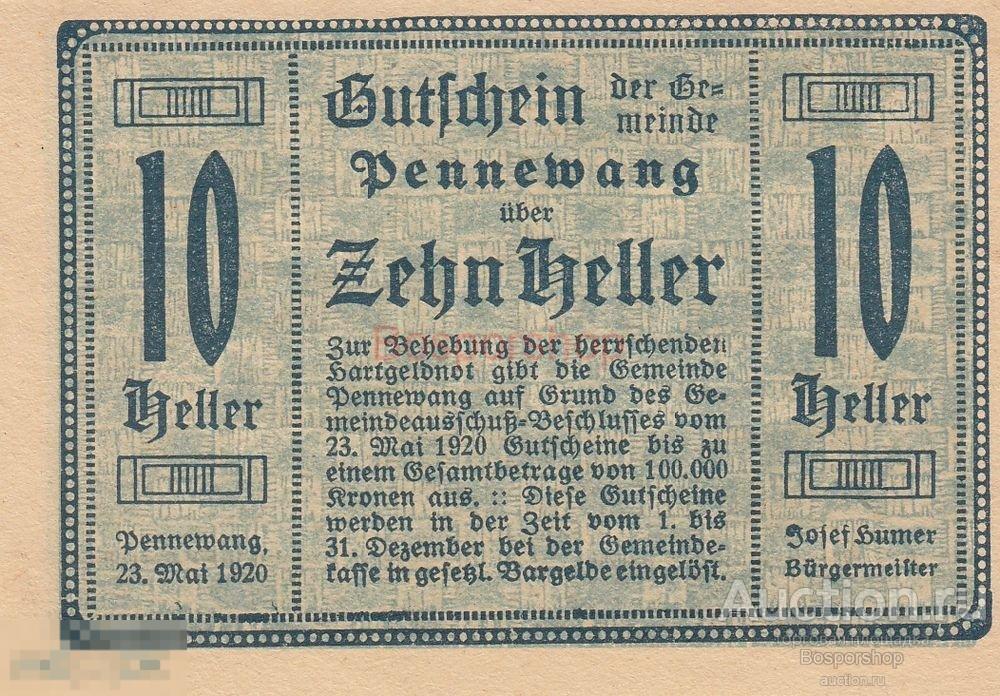 Gutschein der Ge=
meinde
Pennewang
über
Zehn Heller
10
Heller
10
Heller
Zur Behebung der herrschenden
Hartgeldnot gibt die Gemeinde
Pennewang auf Grund des Ge-
meindeausschuß-Beschlusses vom
23. Mai 1920 Gutscheine bis zu
einem Gesamtbetrage von 100.000
Kronen aus. :: Diese Gutscheine
werden in der Zeit vom 1. bis
31. Dezember bei der Gemeinde-
kasse in gesetzl. Bargelde eingelöst.
Pennewang,
23. Mai 1920
Josef Humer
Bürgermeister
Bosporshop
auction.ru